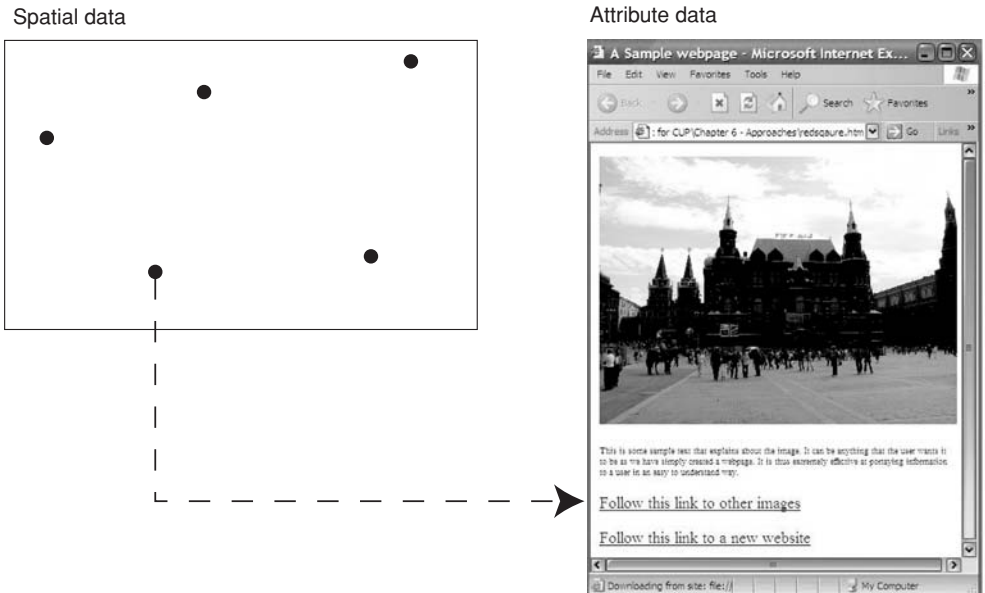 Spatial data
Attribute data
A Sample webpage - Microsoft Internet Ex...
File Edit View Favorites Tools Help
Back Search Favorites »
Address : for CUP\Chapter 6 - Approaches\redsqaure.htm Go Links »
This is some sample text that explains about the image. It can be anything that the user wants it
to be as we have simply created a webpage. It is thus extremely effictive at portaying information
to a user in an easy to understand way.
Follow this link to other images
Follow this link to a new website
Downloading from site: file:// My Computer